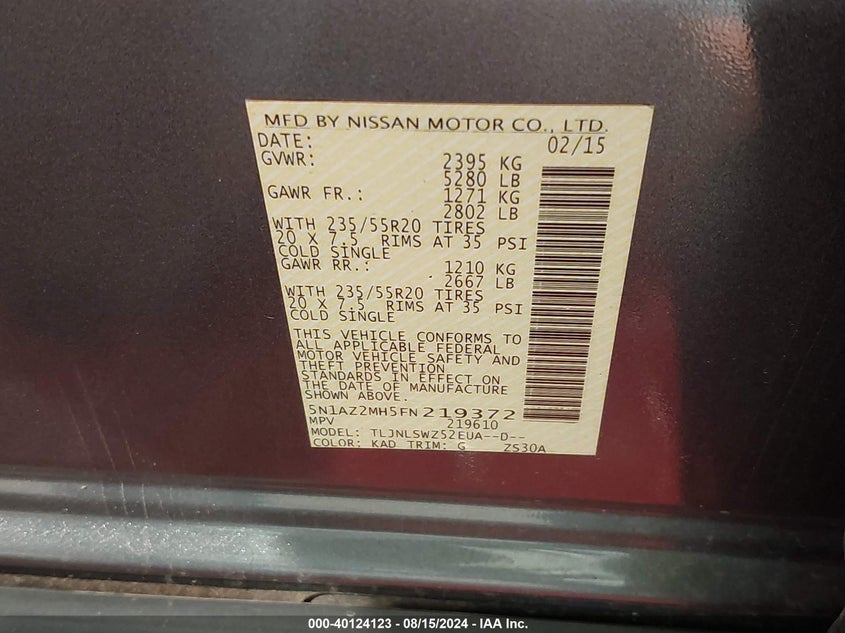 MFD BY NISSAN MOTOR CO., LTD.
DATE: 02/15
GVWR: 2395 KG
5280 LB
GAWR FR.: 1271 KG
2802 LB
WITH 235/55R20 TIRES
20 X 7.5 RIMS AT 35 PSI
COLD SINGLE
GAWR RR.: 1210 KG
2667 LB
WITH 235/55R20 TIRES
20 X 7.5 RIMS AT 35 PSI
COLD SINGLE
THIS VEHICLE CONFORMS TO
ALL APPLICABLE FEDERAL
MOTOR VEHICLE SAFETY AND
THEFT PREVENTION
STANDARDS IN EFFECT ON
THE DATE OF MANUFACTURE
SHOWN ABOVE.
5N1AZ2MH5FN219372
MPV 219610
MODEL: TLJNLSWZ52EUA--D--
COLOR: KAD TRIM: G ZS30A
000-40124123 - 08/15/2024 - IAA Inc.